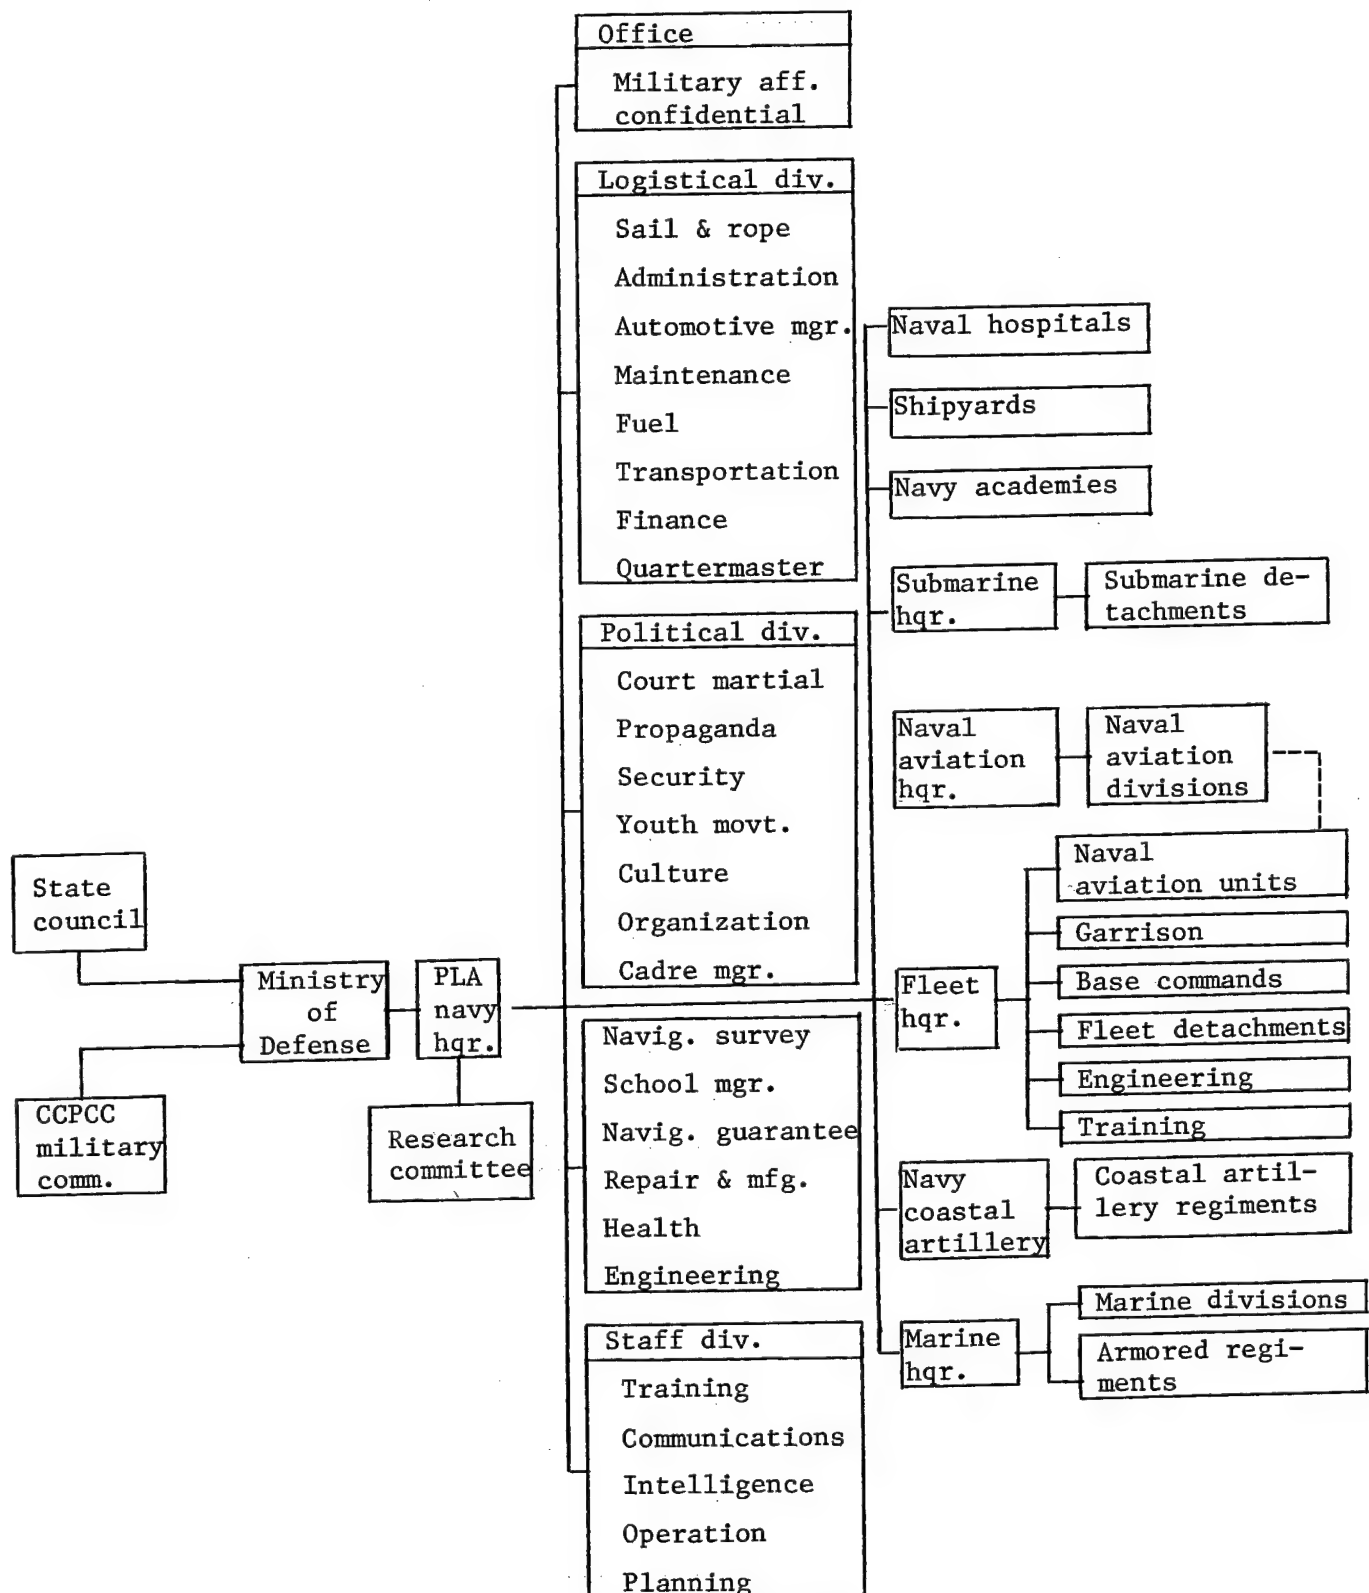 Office
Military aff.
confidential
Logistical div.
Sail & rope
Administration
Automotive mgr.
Maintenance
Fuel
Transportation
Finance
Quartermaster
Political div.
Court martial
Propaganda
Security
Youth movt.
Culture
Organization
Cadre mgr.
Navig. survey
School mgr.
Navig. guarantee
Repair & mfg.
Health
Engineering
Staff div.
Training
Communications
Intelligence
Operation
Planning
State
council
CCPCC
military
comm.
Ministry
of
Defense
PLA
navy
hqr.
Research
committee
Naval hospitals
Shipyards
Navy academies
Submarine
hqr.
Submarine de-
tachments
Naval
aviation
hqr.
Naval
aviation
divisions
Fleet
hqr.
Naval
aviation units
Garrison
Base commands
Fleet detachments
Engineering
Training
Navy
coastal
artillery
Coastal artil-
lery regiments
Marine
hqr.
Marine divisions
Armored regi-
ments